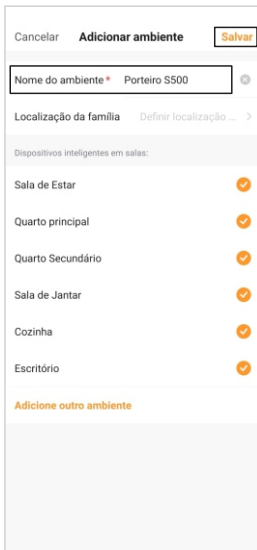 Cancelar Adicionar ambiente Salvar
Nome do ambiente * Porteiro S500
Localização da família Definir localização ... >
Dispositivos inteligentes em salas:
Sala de Estar
Quarto principal
Quarto Secundário
Sala de Jantar
Cozinha
Escritório
Adicione outro ambiente